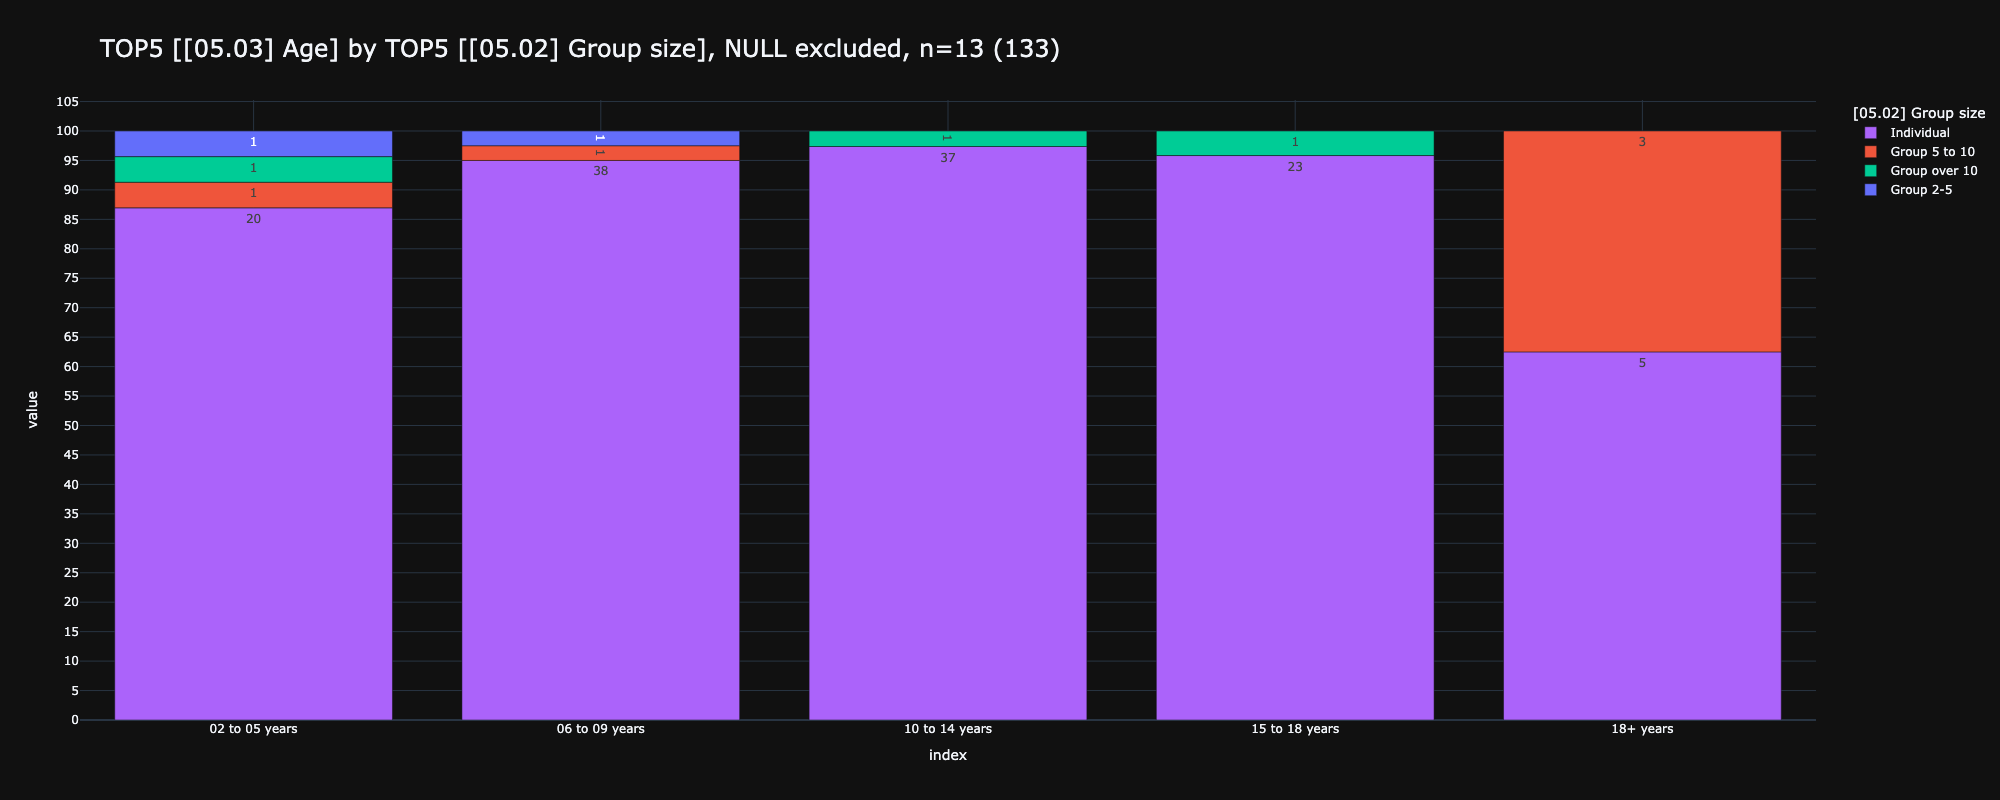 TOP5 [[05.03] Age] by TOP5 [[05.02] Group size], NULL excluded, n=13 (133)
[05.02] Group size
Individual
Group 5 to 10
Group over 10
Group 2-5
105
100
95
90
85
80
75
70
65
60
55
50
45
40
35
30
25
20
15
10
5
0
value
1
1
1
20
1
1
38
1
37
1
23
3
5
02 to 05 years
06 to 09 years
10 to 14 years
15 to 18 years
18+ years
index